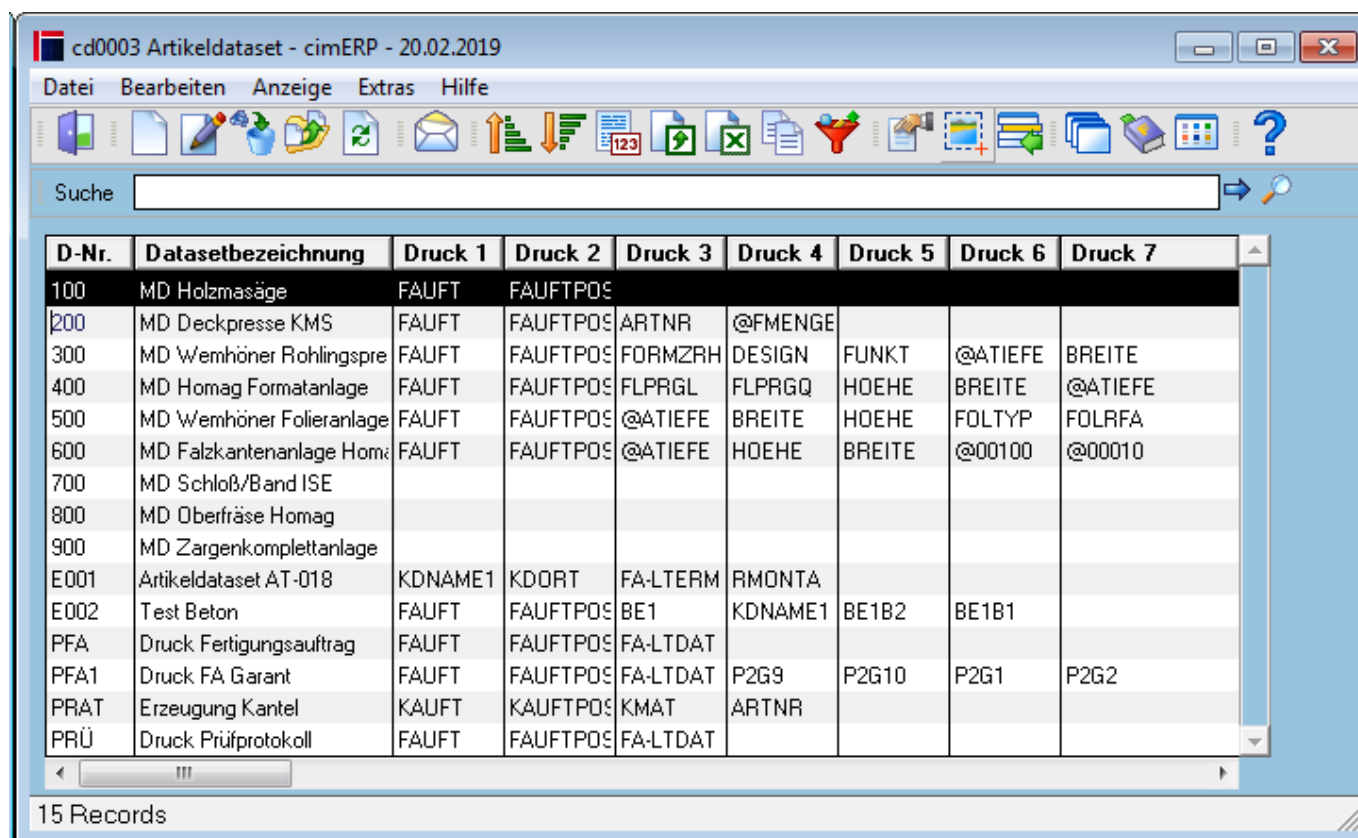 cd0003 Artikeldataset - cimERP - 20.02.2019
Datei Bearbeiten Anzeige Extras Hilfe
123
Suche
D-Nr. Datasetbezeichnung Druck 1 Druck 2 Druck 3 Druck 4 Druck 5 Druck 6 Druck 7
100 MD Holzmasäge FAUFT FAUFTPOS
200 MD Deckpresse KMS FAUFT FAUFTPOS ARTNR @FMENGE
300 MD Wemhöner Rohlingspre FAUFT FAUFTPOS FORMZRH DESIGN FUNKT @ATIEFE BREITE
400 MD Homag Formatanlage FAUFT FAUFTPOS FLPRGL FLPRGQ HOEHE BREITE @ATIEFE
500 MD Wemhöner Folieranlage FAUFT FAUFTPOS @ATIEFE BREITE HOEHE FOLTYP FOLRFA
600 MD Falzkantenanlage Homa FAUFT FAUFTPOS @ATIEFE HOEHE BREITE @00100 @00010
700 MD Schloß/Band ISE
800 MD Oberfräse Homag
900 MD Zargenkomplettanlage
E001 Artikeldataset AT-018 KDNAME1 KDORT FA-LTERM RMONTA
E002 Test Beton FAUFT FAUFTPOS BE1 KDNAME1 BE1B2 BE1B1
PFA Druck Fertigungsauftrag FAUFT FAUFTPOS FA-LTDAT
PFA1 Druck FA Garant FAUFT FAUFTPOS FA-LTDAT P2G9 P2G10 P2G1 P2G2
PRAT Erzeugung Kantel KAUFT KAUFTPOS KMAT ARTNR
PRÜ Druck Prüfprotokoll FAUFT FAUFTPOS FA-LTDAT
15 Records